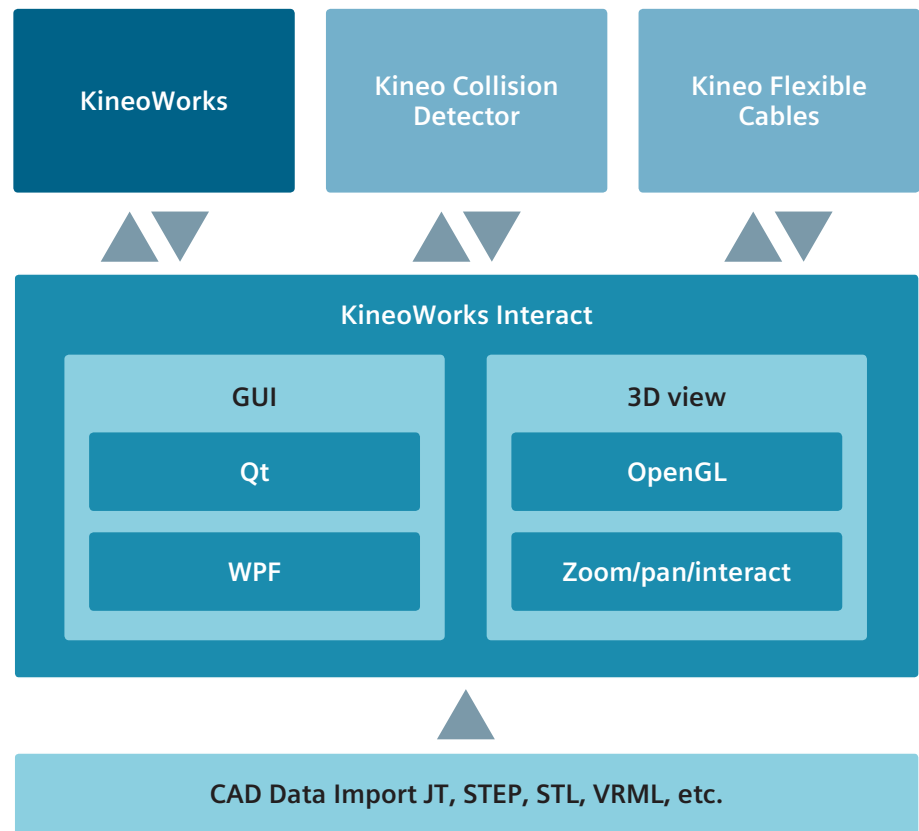 KineoWorks
Kineo Collision
Detector
Kineo Flexible
Cables
KineoWorks Interact
GUI
Qt
WPF
3D view
OpenGL
Zoom/pan/interact
CAD Data Import JT, STEP, STL, VRML, etc.